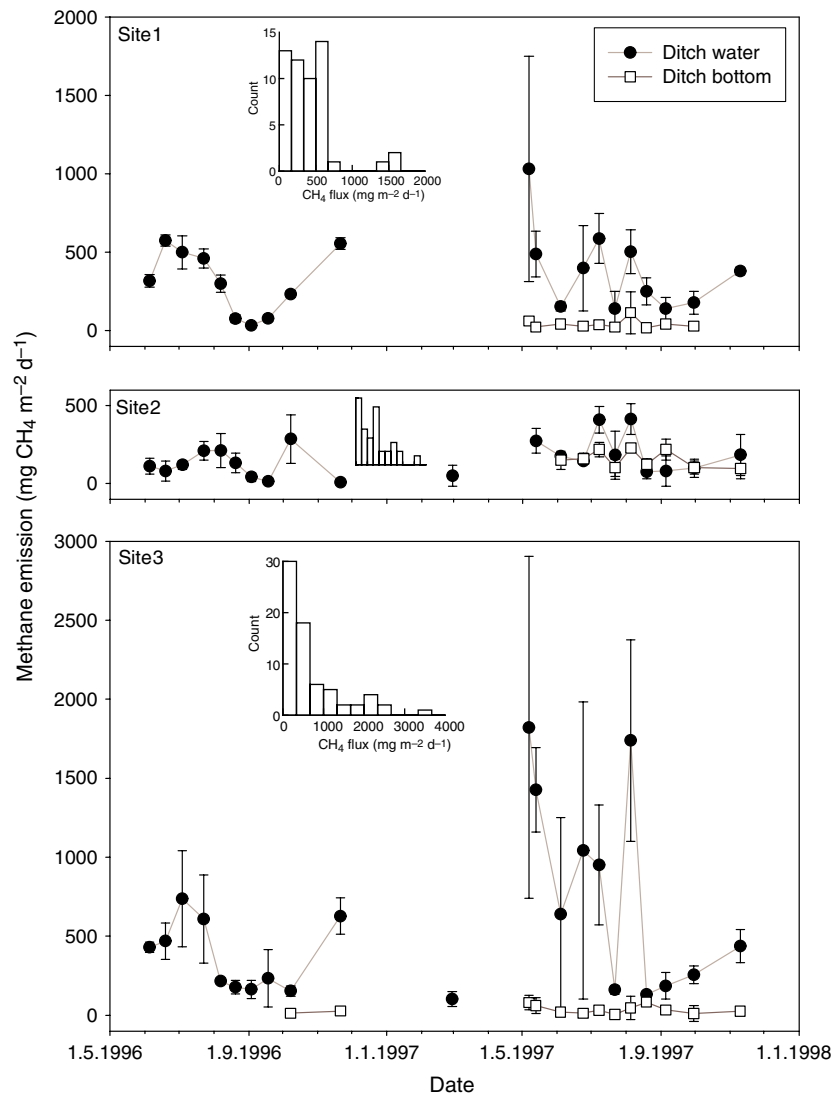 Methane emission (mg CH₄ m⁻² d⁻¹)
2000
1500
1000
500
0
Site1
15
10
5
0
Count
0 500 1000 1500 2000
CH₄ flux (mg m⁻² d⁻¹)
Ditch water
Ditch bottom
500
0
Site2
3000
2500
2000
1500
1000
500
0
Site3
30
20
10
0
Count
0 1000 2000 3000 4000
CH₄ flux (mg m⁻² d⁻¹)
1.5.1996 1.9.1996 1.1.1997 1.5.1997 1.9.1997 1.1.1998
Date